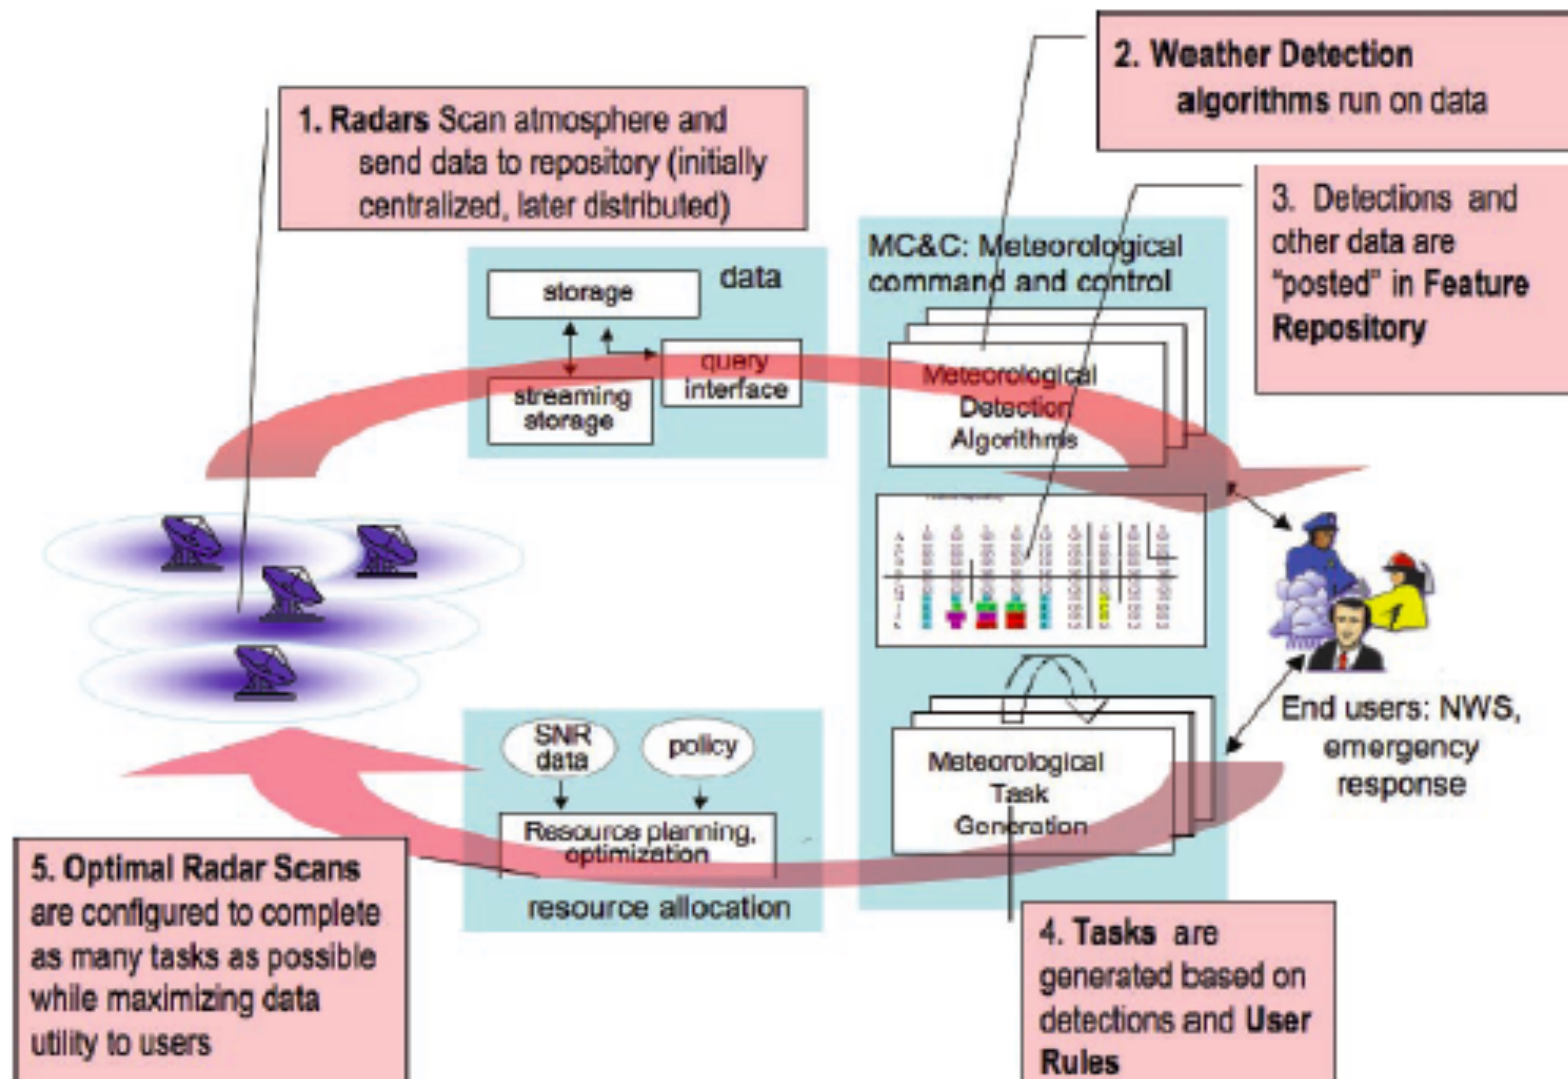 1. Radars Scan atmosphere and
send data to repository (initially
centralized, later distributed)
2. Weather Detection
algorithms run on data
3. Detections and
other data are
“posted” in Feature
Repository
data
storage
streaming
storage
query
interface
MC&C: Meteorological
command and control
Meteorological
Detection
Algorithms
Meteorological
Task
Generation
End users: NWS,
emergency
response
SNR
data
policy
Resource planning,
optimization
resource allocation
4. Tasks are
generated based on
detections and User
Rules
5. Optimal Radar Scans
are configured to complete
as many tasks as possible
while maximizing data
utility to users